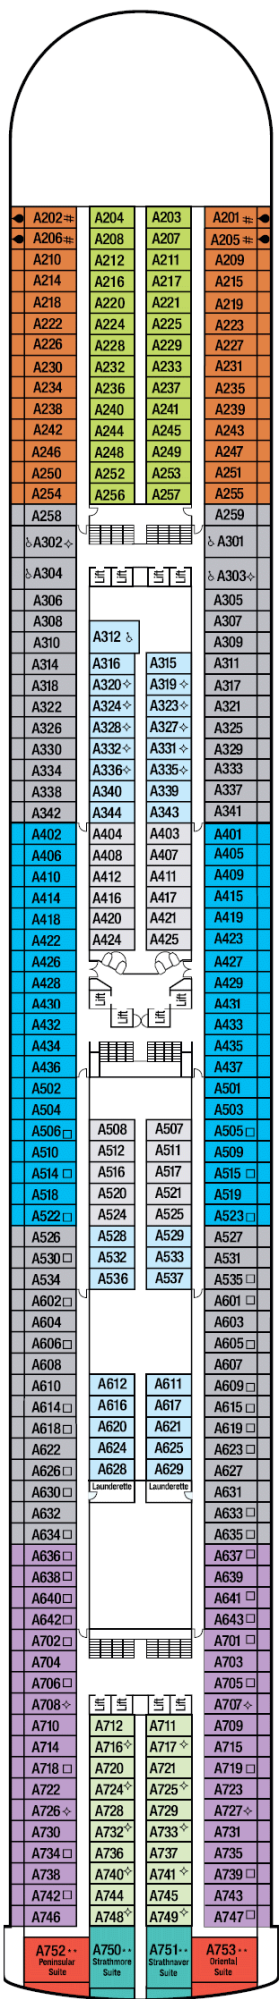 A202 # A204 A203 A201 #
A206 # A208 A207 A205 #
A210 A212 A211 A209
A214 A216 A217 A215
A218 A220 A221 A219
A222 A224 A225 A223
A226 A228 A229 A227
A230 A232 A233 A231
A234 A236 A237 A235
A238 A240 A241 A239
A242 A244 A245 A243
A246 A248 A249 A247
A250 A252 A253 A251
A254 A256 A257 A255
A258 A259
♿A302✧ ♿A301
♿A304 Lift Lift Lift Lift ♿A303✧
A306 A305
A308 A307
A310 A312 ♿ A309
A314 A316 A315 A311
A318 A320✧ A319✧ A317
A322 A324✧ A323✧ A321
A326 A328✧ A327✧ A325
A330 A332✧ A331✧ A329
A334 A336✧ A335✧ A333
A338 A340 A339 A337
A342 A344 A343 A341
A402 A404 A403 A401
A406 A408 A407 A405
A410 A412 A411 A409
A414 A416 A417 A415
A418 A420 A421 A419
A422 A424 A425 A423
A426 A427
A428 A429
A430 Lift Lift A431
A432 Lift Lift A433
A434 A435
A436 A437
A502 A501
A504 A503
A506□ A508 A507 A505□
A510 A512 A511 A509
A514□ A516 A517 A515□
A518 A520 A521 A519
A522□ A524 A525 A523□
A526 A528 A529 A527
A530□ A532 A533 A531
A534 A536 A537 A535□
A602□ A601□
A604 A603
A606□ A605□
A608 A607
A610 A612 A611 A609□
A614□ A616 A617 A615□
A618□ A620 A621 A619□
A622 A624 A625 A623□
A626□ A628 A629 A627
A630□ Launderette Launderette A631
A632 A633□
A634□ A635□
A636□ A637□
A638□ A639
A640□ A641□
A642□ A643□
A702□ A701□
A704 A703
A706□ A705□
A708✧ Lift Lift Lift Lift A707✧
A710 A712 A711 A709
A714 A716✧ A717✧ A715
A718□ A720 A721 A719□
A722 A724✧ A725✧ A723
A726✧ A728 A729 A727✧
A730 A732✧ A733✧ A731
A734□ A736 A737 A735
A738 A740✧ A741✧ A739□
A742□ A744 A745 A743
A746 A748✧ A749✧ A747□
A752•• A750•• A751•• A753••
Peninsular Strathmore Strathnaver Oriental
Suite Suite Suite Suite